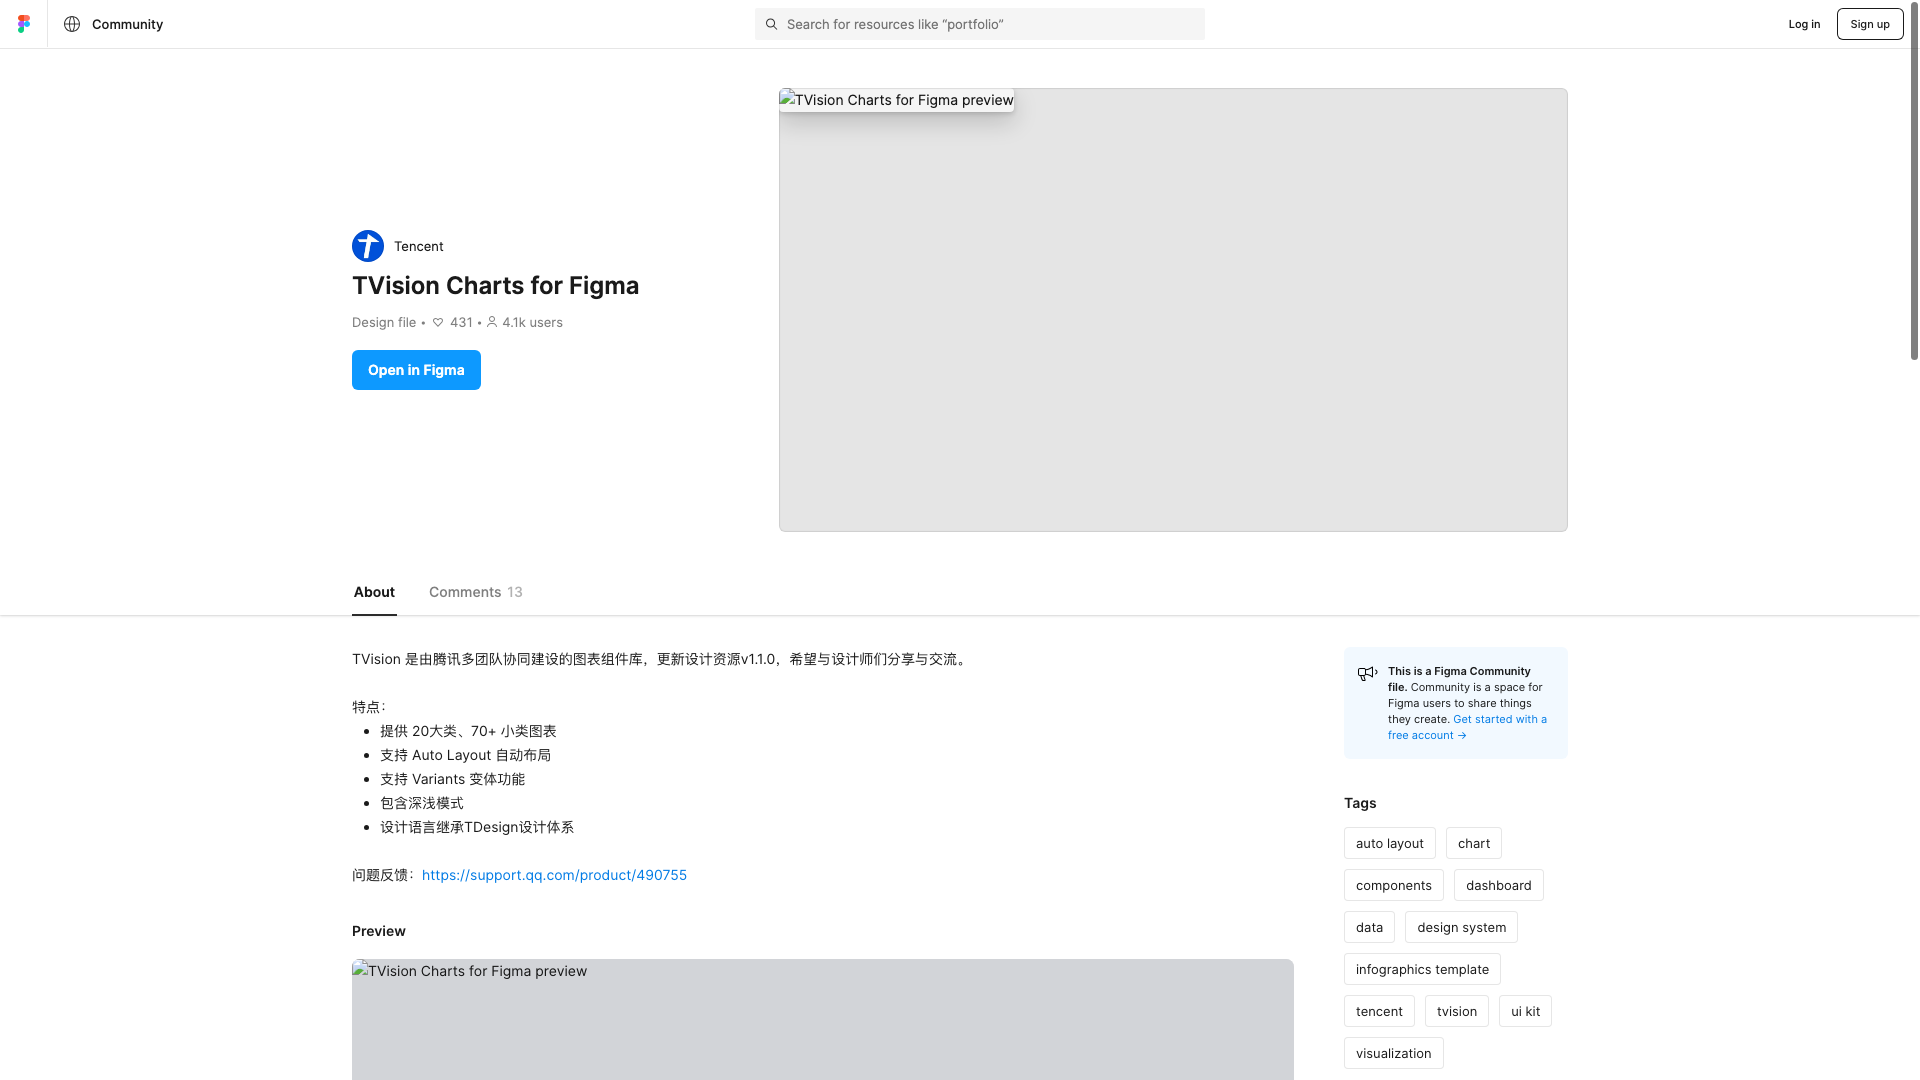 Community
Search for resources like “portfolio”
Log in
Sign up
TVision Charts for Figma preview
Tencent
TVision Charts for Figma
Design file • 431 • 4.1k users
Open in Figma
About
Comments 13
TVision 是由腾讯多团队协同建设的图表组件库，更新设计资源v1.1.0，希望与设计师们分享与交流。
特点：
提供 20大类、70+ 小类图表
支持 Auto Layout 自动布局
支持 Variants 变体功能
包含深浅模式
设计语言继承TDesign设计体系
问题反馈：https://support.qq.com/product/490755
Preview
TVision Charts for Figma preview
This is a Figma Community
file. Community is a space for
Figma users to share things
they create. Get started with a
free account →
Tags
auto layout
chart
components
dashboard
data
design system
infographics template
tencent
tvision
ui kit
visualization